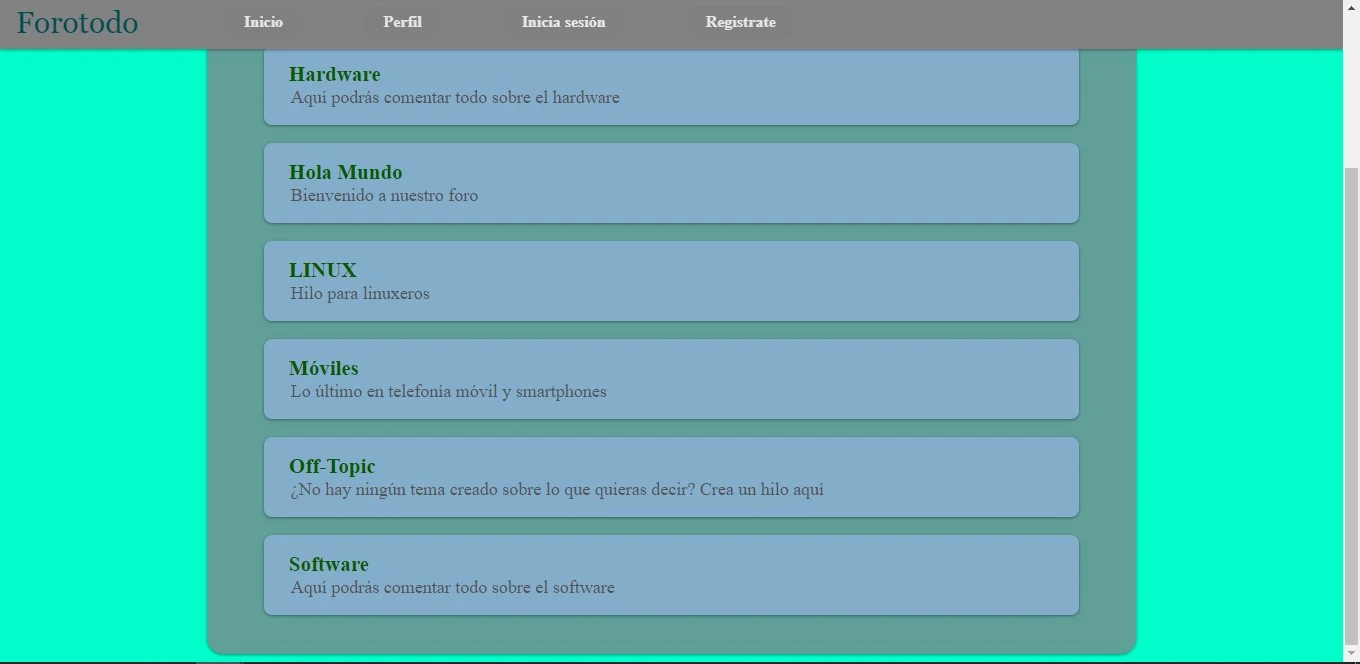 Forotodo
Inicio
Perfil
Inicia sesión
Registrate
Hardware
Aquí podrás comentar todo sobre el hardware
Hola Mundo
Bienvenido a nuestro foro
LINUX
Hilo para linuxeros
Móviles
Lo último en telefonía móvil y smartphones
Off-Topic
¿No hay ningún tema creado sobre lo que quieras decir? Crea un hilo aquí
Software
Aquí podrás comentar todo sobre el software